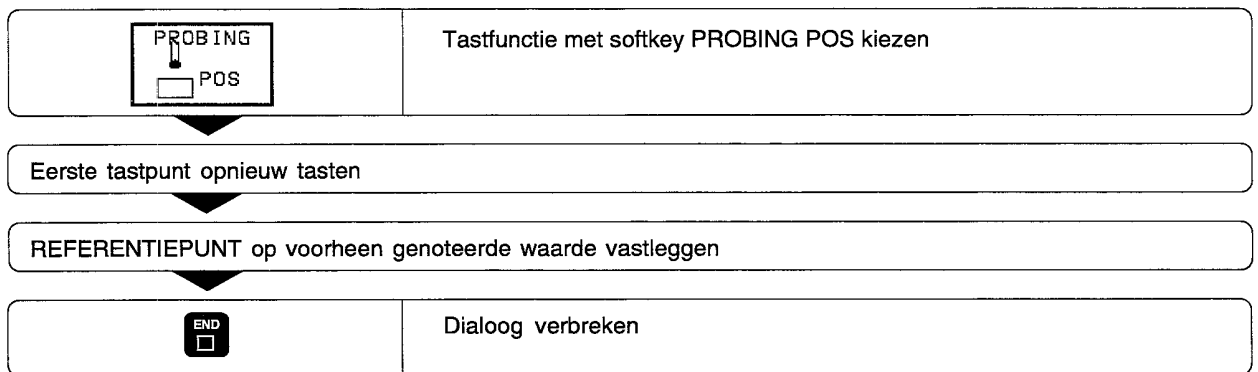 PROBING
POS
Tastfunctie met softkey PROBING POS kiezen
Eerste tastpunt opnieuw tasten
REFERENTIEPUNT op voorheen genoteerde waarde vastleggen
END
Dialoog verbreken